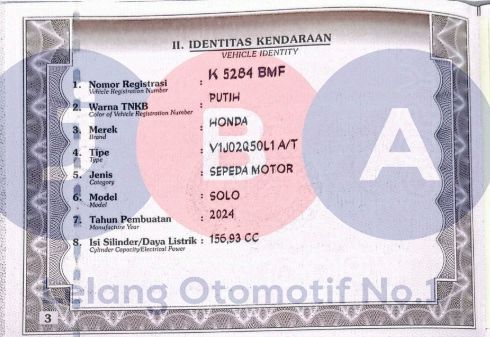 II. IDENTITAS KENDARAAN
VEHICLE IDENTITY
1. Nomor Registrasi : K 5284 BMF
Vehicle Registration Number
2. Warna TNKB : PUTIH
Color of Vehicle Registration Number
3. Merek : HONDA
Brand
4. Tipe : V1J02Q50L1 A/T
Type
5. Jenis : SEPEDA MOTOR
Category
6. Model : SOLO
Model
7. Tahun Pembuatan : 2024
Manufacture Year
8. Isi Silinder/Daya Listrik : 156,93 CC
Cylinder Capacity/Electrical Power
JBA
Lelang Otomotif No.1
3